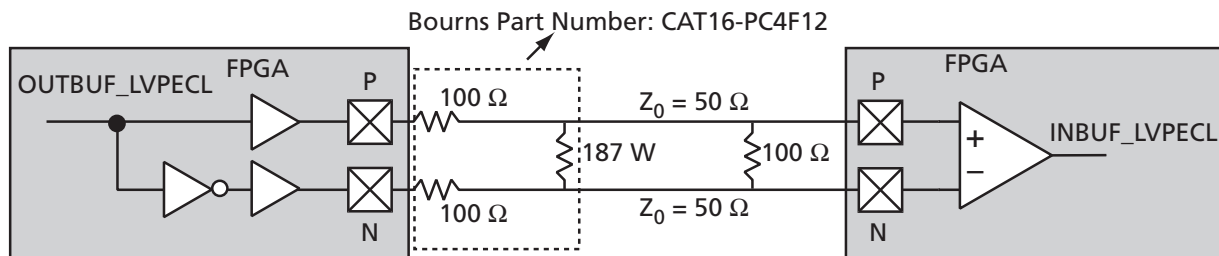 Bourns Part Number: CAT16-PC4F12
OUTBUF_LVPECL
FPGA
P
100 Ω
Z0 = 50 Ω
187 W
100 Ω
100 Ω
N
Z0 = 50 Ω
FPGA
P
+
−
INBUF_LVPECL
N